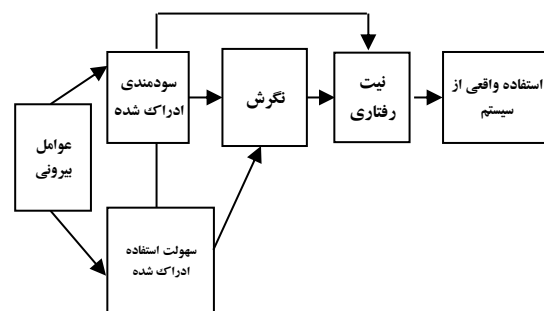 عوامل
بیرونی
سودمندی
ادراک شده
سهولت استفاده
ادراک شده
نگرش
نیت
رفتاری
استفاده واقعی از
سیستم